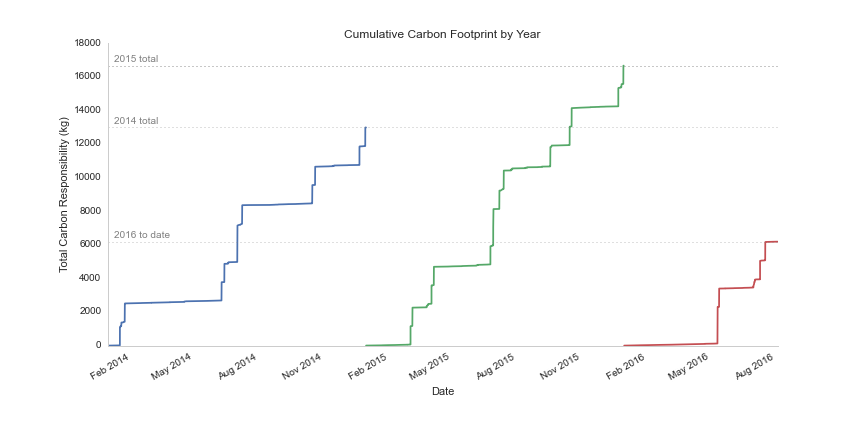 Cumulative Carbon Footprint by Year
18000
2015 total
16000
14000
2014 total
12000
10000
8000
2016 to date
6000
4000
2000
0
Total Carbon Responsibility (kg)
Feb 2014
May 2014
Aug 2014
Nov 2014
Feb 2015
May 2015
Aug 2015
Nov 2015
Feb 2016
May 2016
Aug 2016
Date